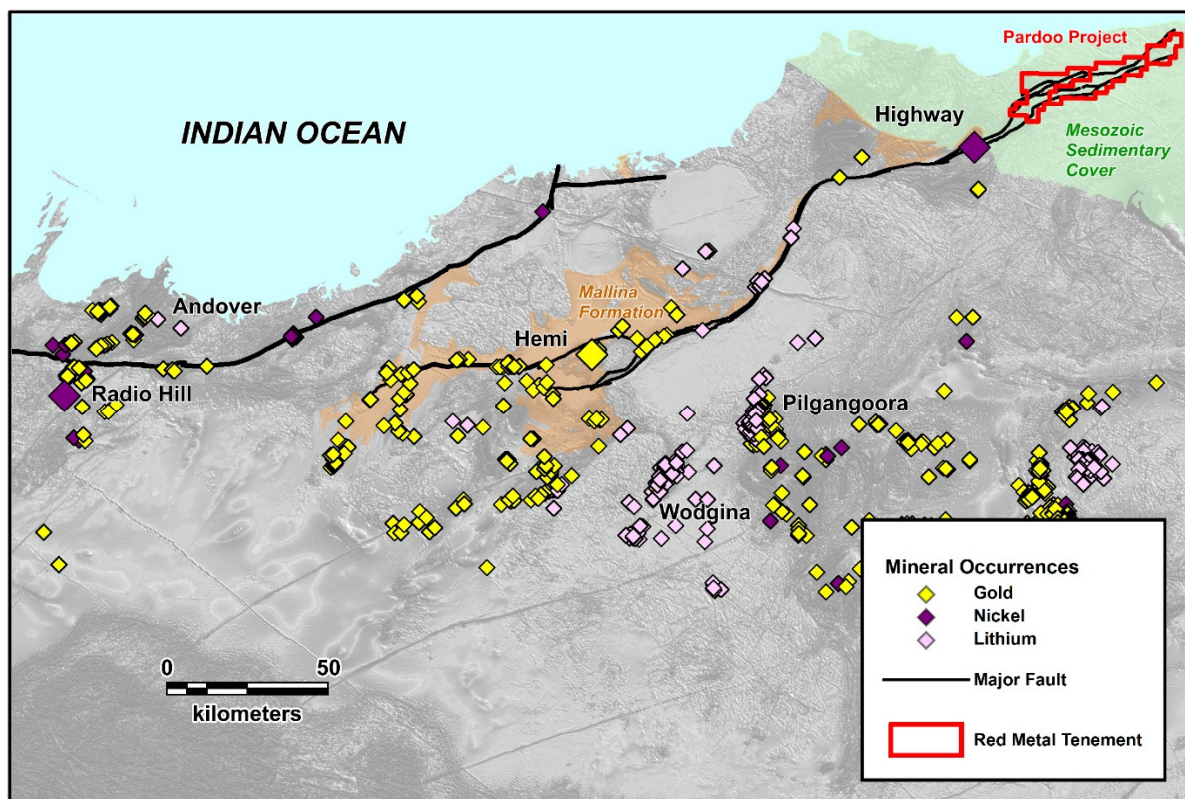 Pardoo Project
INDIAN OCEAN
Highway
Mesozoic
Sedimentary
Cover
Andover
Mallina
Formation
Hemi
Radio Hill
Pilgangoora
Wodgina
0 50
kilometers
Mineral Occurrences
Gold
Nickel
Lithium
Major Fault
Red Metal Tenement